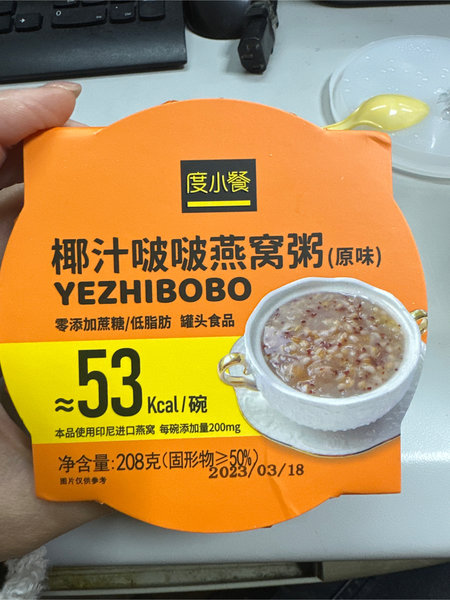 度小餐
椰汁啵啵燕窝粥(原味)
YEZHIBOBO
零添加蔗糖/低脂肪 罐头食品
≈53Kcal/碗
本品使用印尼进口燕窝 每碗添加量200mg
净含量:208克(固形物≥50%)
2023/03/18
图片仅供参考